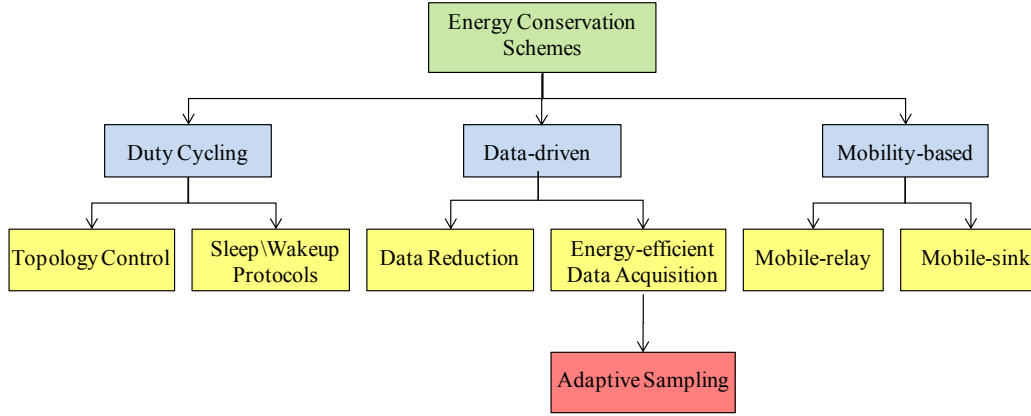 Energy Conservation
Schemes
Duty Cycling
Data-driven
Mobility-based
Topology Control
Sleep\Wakeup
Protocols
Data Reduction
Energy-efficient
Data Acquisition
Mobile-relay
Mobile-sink
Adaptive Sampling